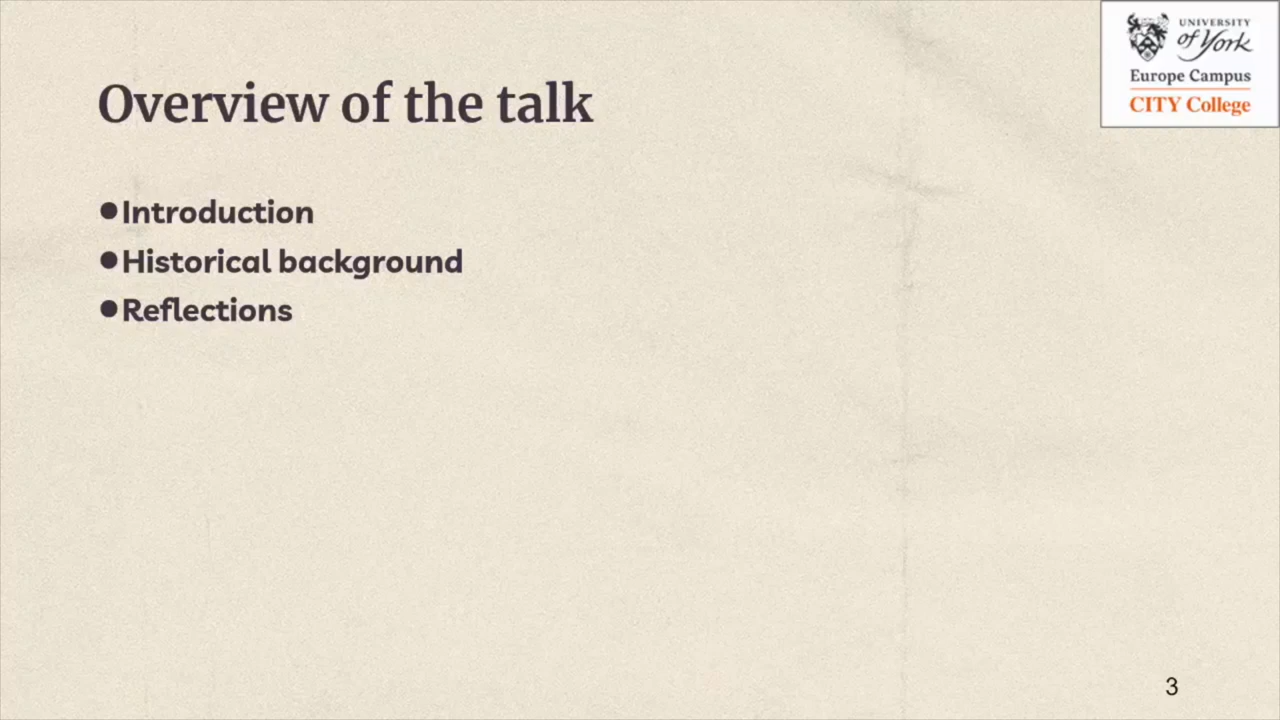 UNIVERSITY
of York
Europe Campus
CITY College
Overview of the talk
●Introduction
●Historical background
●Reflections
3